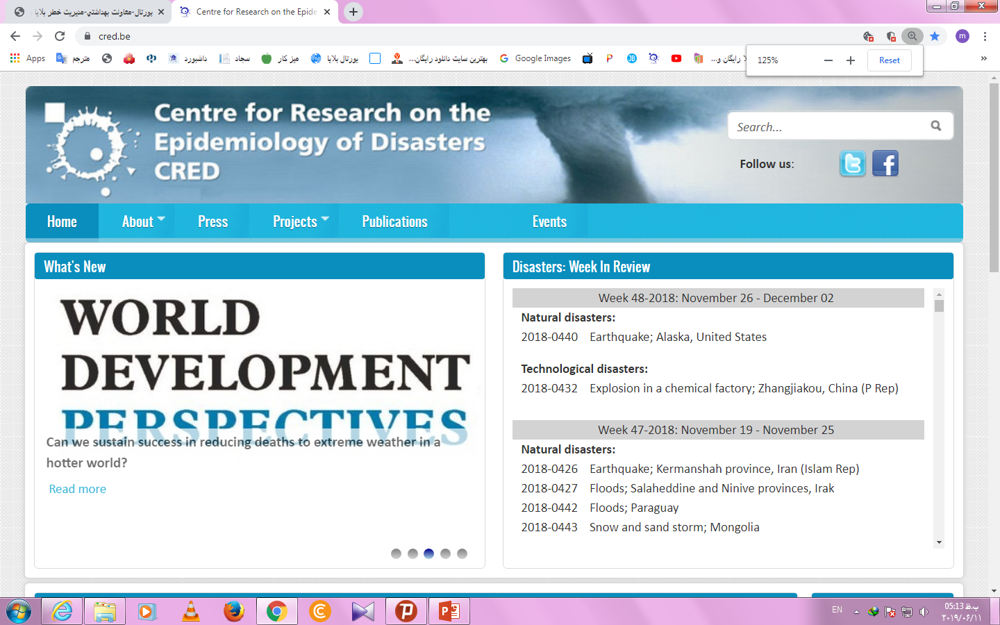 پورتال-معاونت بهداشتي-مديريت خطر بلايا
Centre for Research on the Epide
cred.be
m
Apps
مترجم
داشبورد
سجاد
میز کار
پورتال بلایا
بهترین سایت دانلود رایگان...
Google Images
رایگان و...
125%
Reset
Centre for Research on the
Epidemiology of Disasters
CRED
Search...
Follow us:
Home
About
Press
Projects
Publications
Events
What's New
WORLD
DEVELOPMENT
PERSPECTIVES
Can we sustain success in reducing deaths to extreme weather in a
hotter world?
Read more
Disasters: Week In Review
Week 48-2018: November 26 - December 02
Natural disasters:
2018-0440 Earthquake; Alaska, United States
Technological disasters:
2018-0432 Explosion in a chemical factory; Zhangjiakou, China (P Rep)
Week 47-2018: November 19 - November 25
Natural disasters:
2018-0426 Earthquake; Kermanshah province, Iran (Islam Rep)
2018-0427 Floods; Salaheddine and Ninive provinces, Irak
2018-0442 Floods; Paraguay
2018-0443 Snow and sand storm; Mongolia
EN
05:13 ب.ظ
۲۰۱۹/۰۶/۱۱